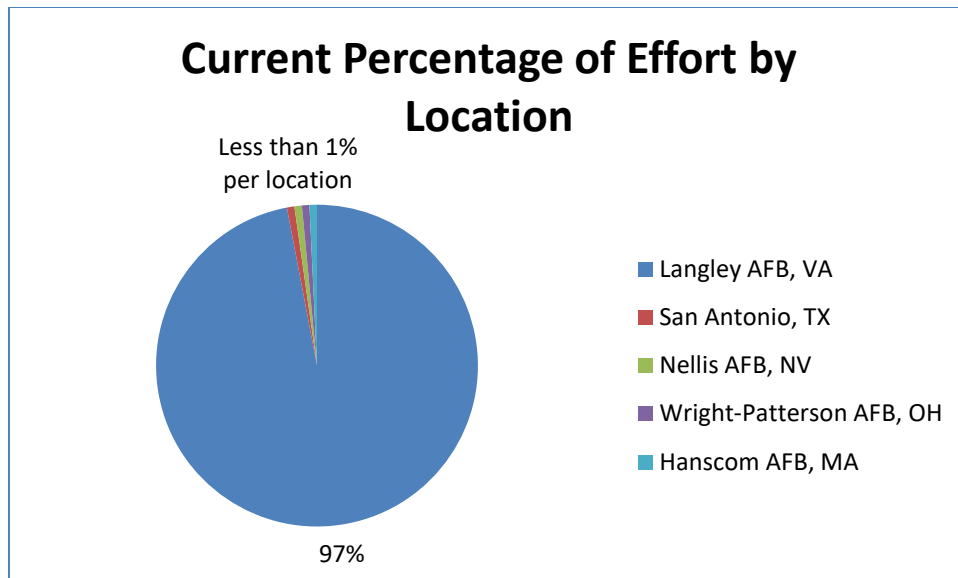 Current Percentage of Effort by
Location
Less than 1%
per location
Langley AFB, VA
San Antonio, TX
Nellis AFB, NV
Wright-Patterson AFB, OH
Hanscom AFB, MA
97%